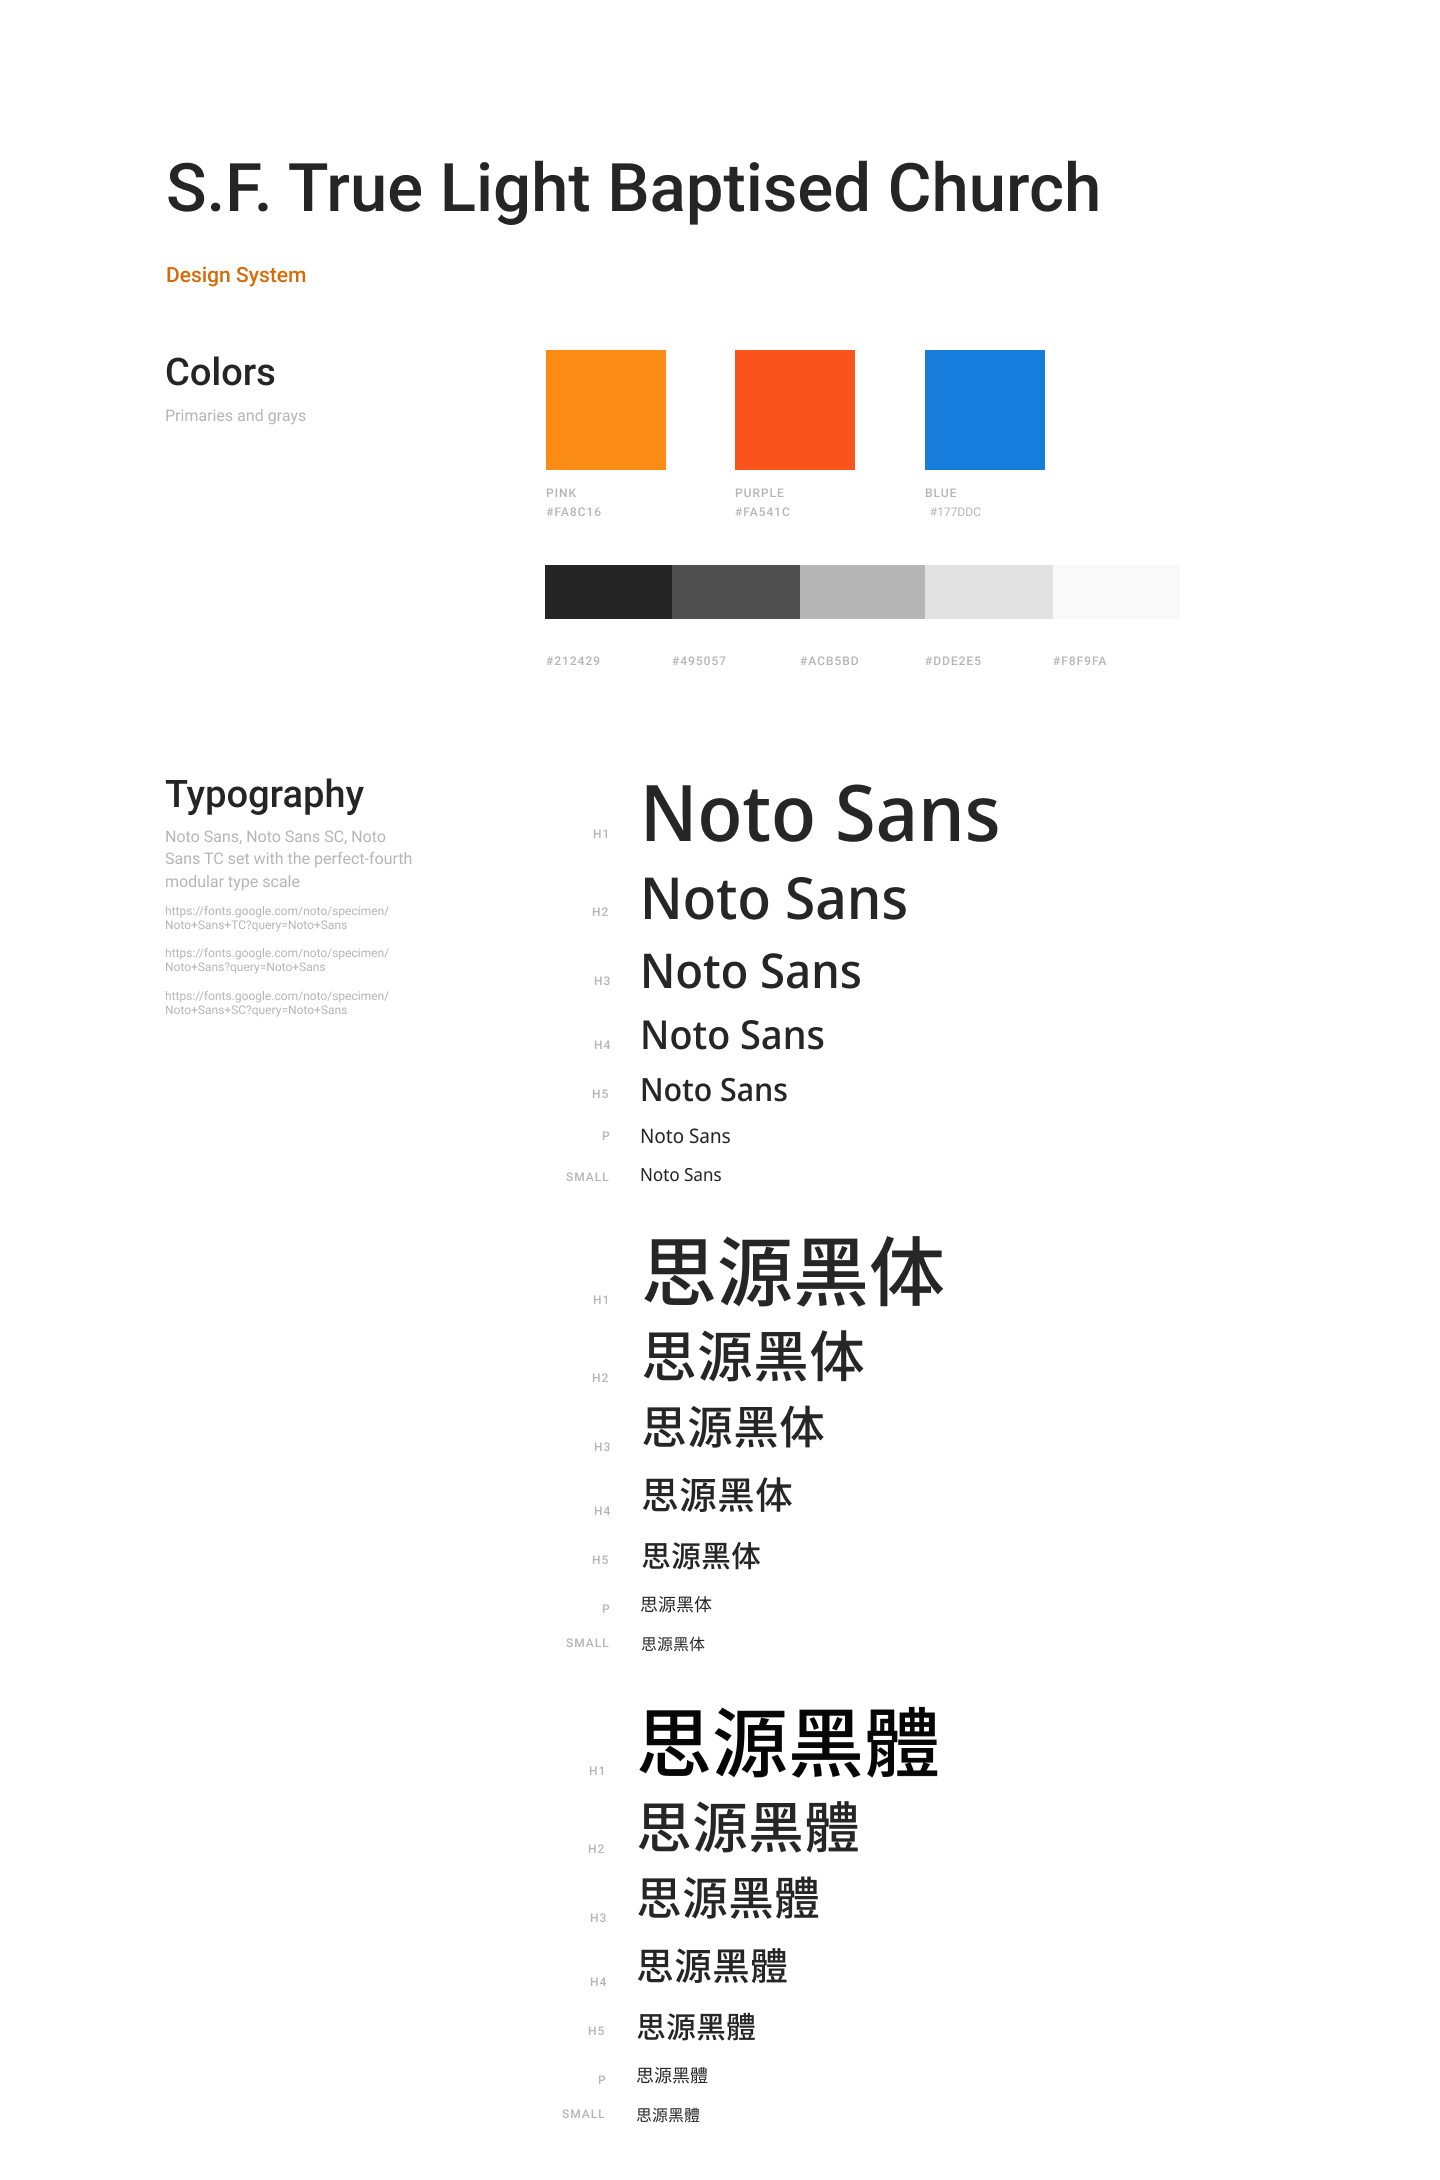 S.F. True Light Baptised Church
Design System
Colors
Primaries and grays
PINK
#FA8C16
PURPLE
#FA541C
BLUE
#177DDC
#212429
#495057
#ACB5BD
#DDE2E5
#F8F9FA
Typography
Noto Sans, Noto Sans SC, Noto
Sans TC set with the perfect-fourth
modular type scale
https://fonts.google.com/noto/specimen/
Noto+Sans+TC?query=Noto+Sans
https://fonts.google.com/noto/specimen/
Noto+Sans?query=Noto+Sans
https://fonts.google.com/noto/specimen/
Noto+Sans+SC?query=Noto+Sans
H1 Noto Sans
H2 Noto Sans
H3 Noto Sans
H4 Noto Sans
H5 Noto Sans
P Noto Sans
SMALL Noto Sans
H1 思源黑体
H2 思源黑体
H3 思源黑体
H4 思源黑体
H5 思源黑体
P 思源黑体
SMALL 思源黑体
H1 思源黑體
H2 思源黑體
H3 思源黑體
H4 思源黑體
H5 思源黑體
P 思源黑體
SMALL 思源黑體